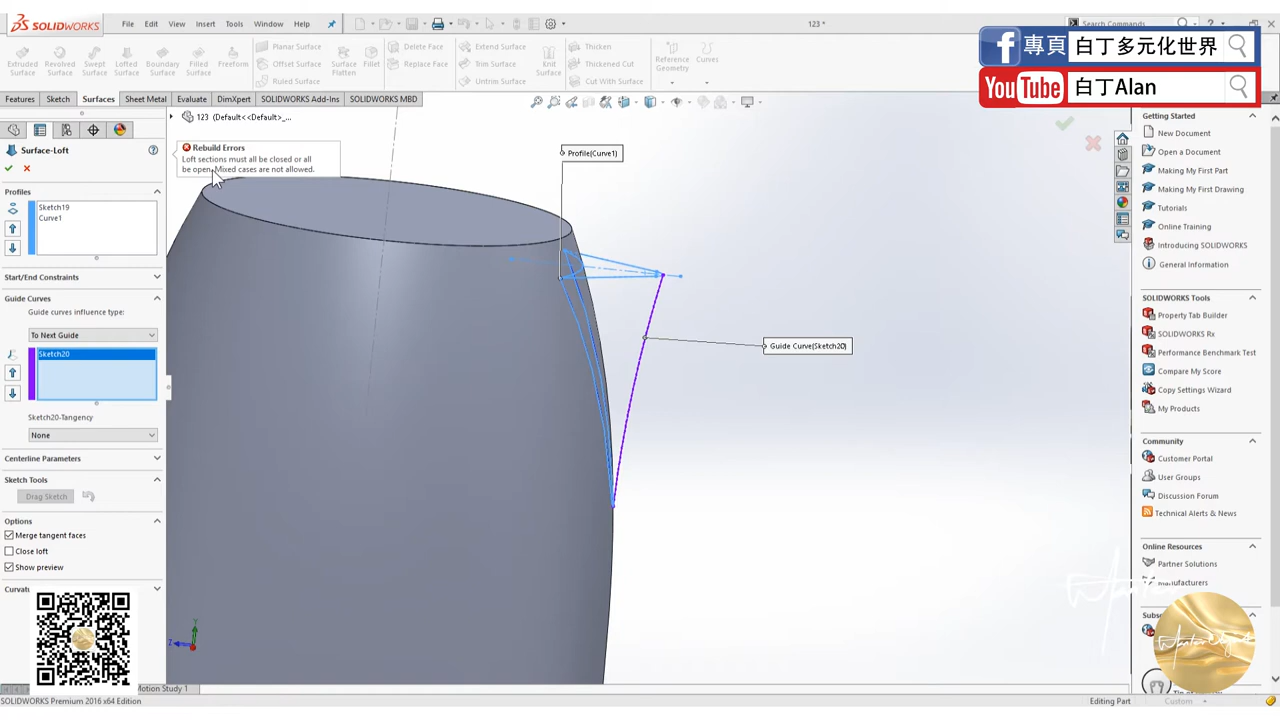 SOLIDWORKS
File Edit View Insert Tools Window Help
123 *
Search Commands
專頁 白丁多元化世界
YouTube 白丁Alan
Extruded Surface
Revolved Surface
Swept Surface
Lofted Surface
Boundary Surface
Filled Surface
Freeform
Planar Surface
Offset Surface
Ruled Surface
Surface Flatten
Fillet
Delete Face
Replace Face
Extend Surface
Trim Surface
Untrim Surface
Knit Surface
Thicken
Thickened Cut
Cut With Surface
Reference Geometry
Curves
Features Sketch Surfaces Sheet Metal Evaluate DimXpert SOLIDWORKS Add-Ins SOLIDWORKS MBD
123 (Default<<Default>_...
Surface-Loft
Rebuild Errors
Loft sections must all be closed or all
be open. Mixed cases are not allowed.
Profiles
Sketch19
Curve1
Start/End Constraints
Guide Curves
Guide curves influence type:
To Next Guide
Sketch20
Sketch20-Tangency
None
Centerline Parameters
Sketch Tools
Drag Sketch
Options
Merge tangent faces
Close loft
Show preview
Profile(Curve1)
Guide Curve(Sketch20)
Y
Z
Motion Study 1
SOLIDWORKS Premium 2016 x64 Edition
Editing Part
Custom
Getting Started
New Document
Open a Document
Making My First Part
Making My First Drawing
Tutorials
Online Training
Introducing SOLIDWORKS
General Information
SOLIDWORKS Tools
Property Tab Builder
SOLIDWORKS Rx
Performance Benchmark Test
Compare My Score
Copy Settings Wizard
My Products
Community
Customer Portal
User Groups
Discussion Forum
Technical Alerts & News
Online Resources
Partner Solutions
Manufacturers